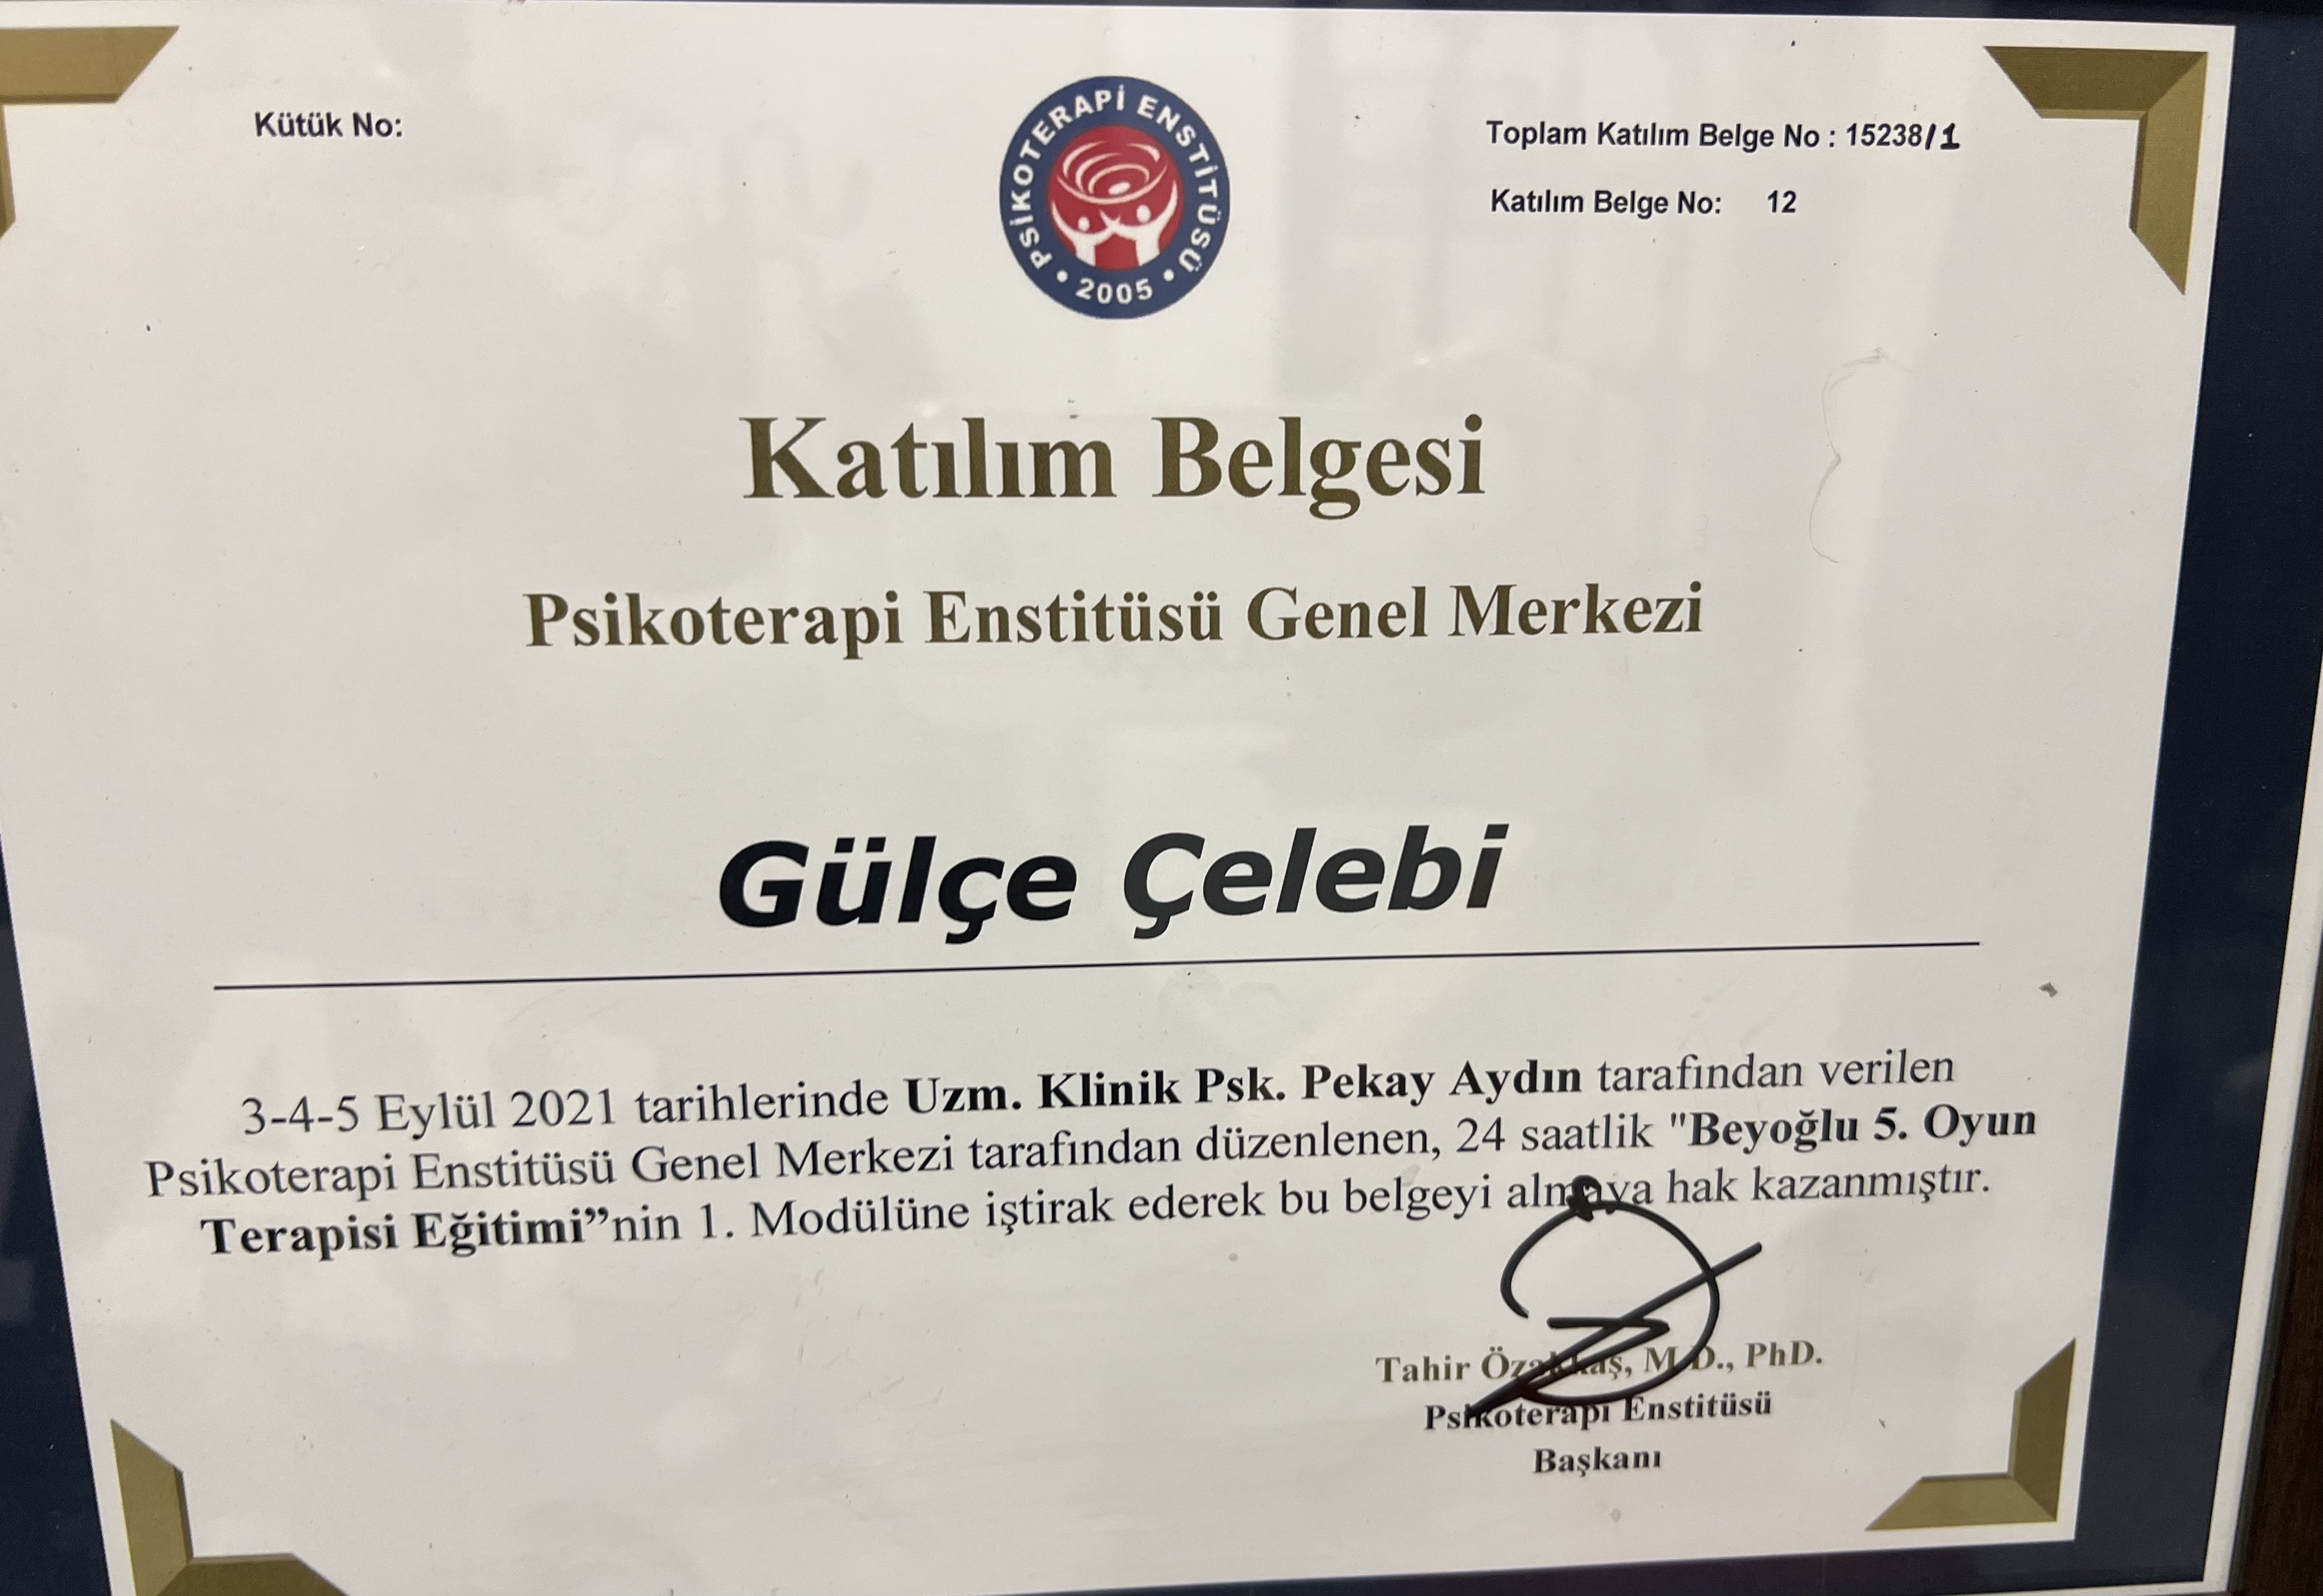 Kütük No:
PSİKOTERAPİ ENSTİTÜSÜ
• 2005 •
Toplam Katılım Belge No : 15238/1
Katılım Belge No: 12
Katılım Belgesi
Psikoterapi Enstitüsü Genel Merkezi
Gülçe Çelebi
3-4-5 Eylül 2021 tarihlerinde Uzm. Klinik Psk. Pekay Aydın tarafından verilen
Psikoterapi Enstitüsü Genel Merkezi tarafından düzenlenen, 24 saatlik "Beyoğlu 5. Oyun
Terapisi Eğitimi”nin 1. Modülüne iştirak ederek bu belgeyi almaya hak kazanmıştır.
Tahir Özakkaş, M.D., PhD.
Psikoterapi Enstitüsü
Başkanı